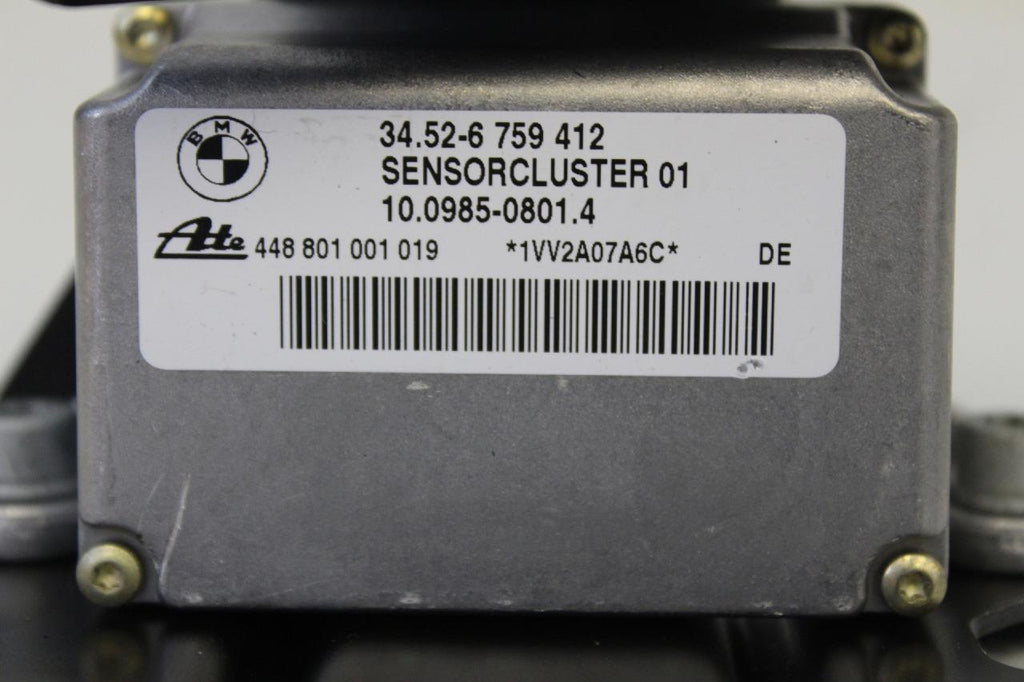 BMW
34.52-6 759 412
SENSORCLUSTER 01
10.0985-0801.4
Ate 448 801 001 019 *1VV2A07A6C* DE